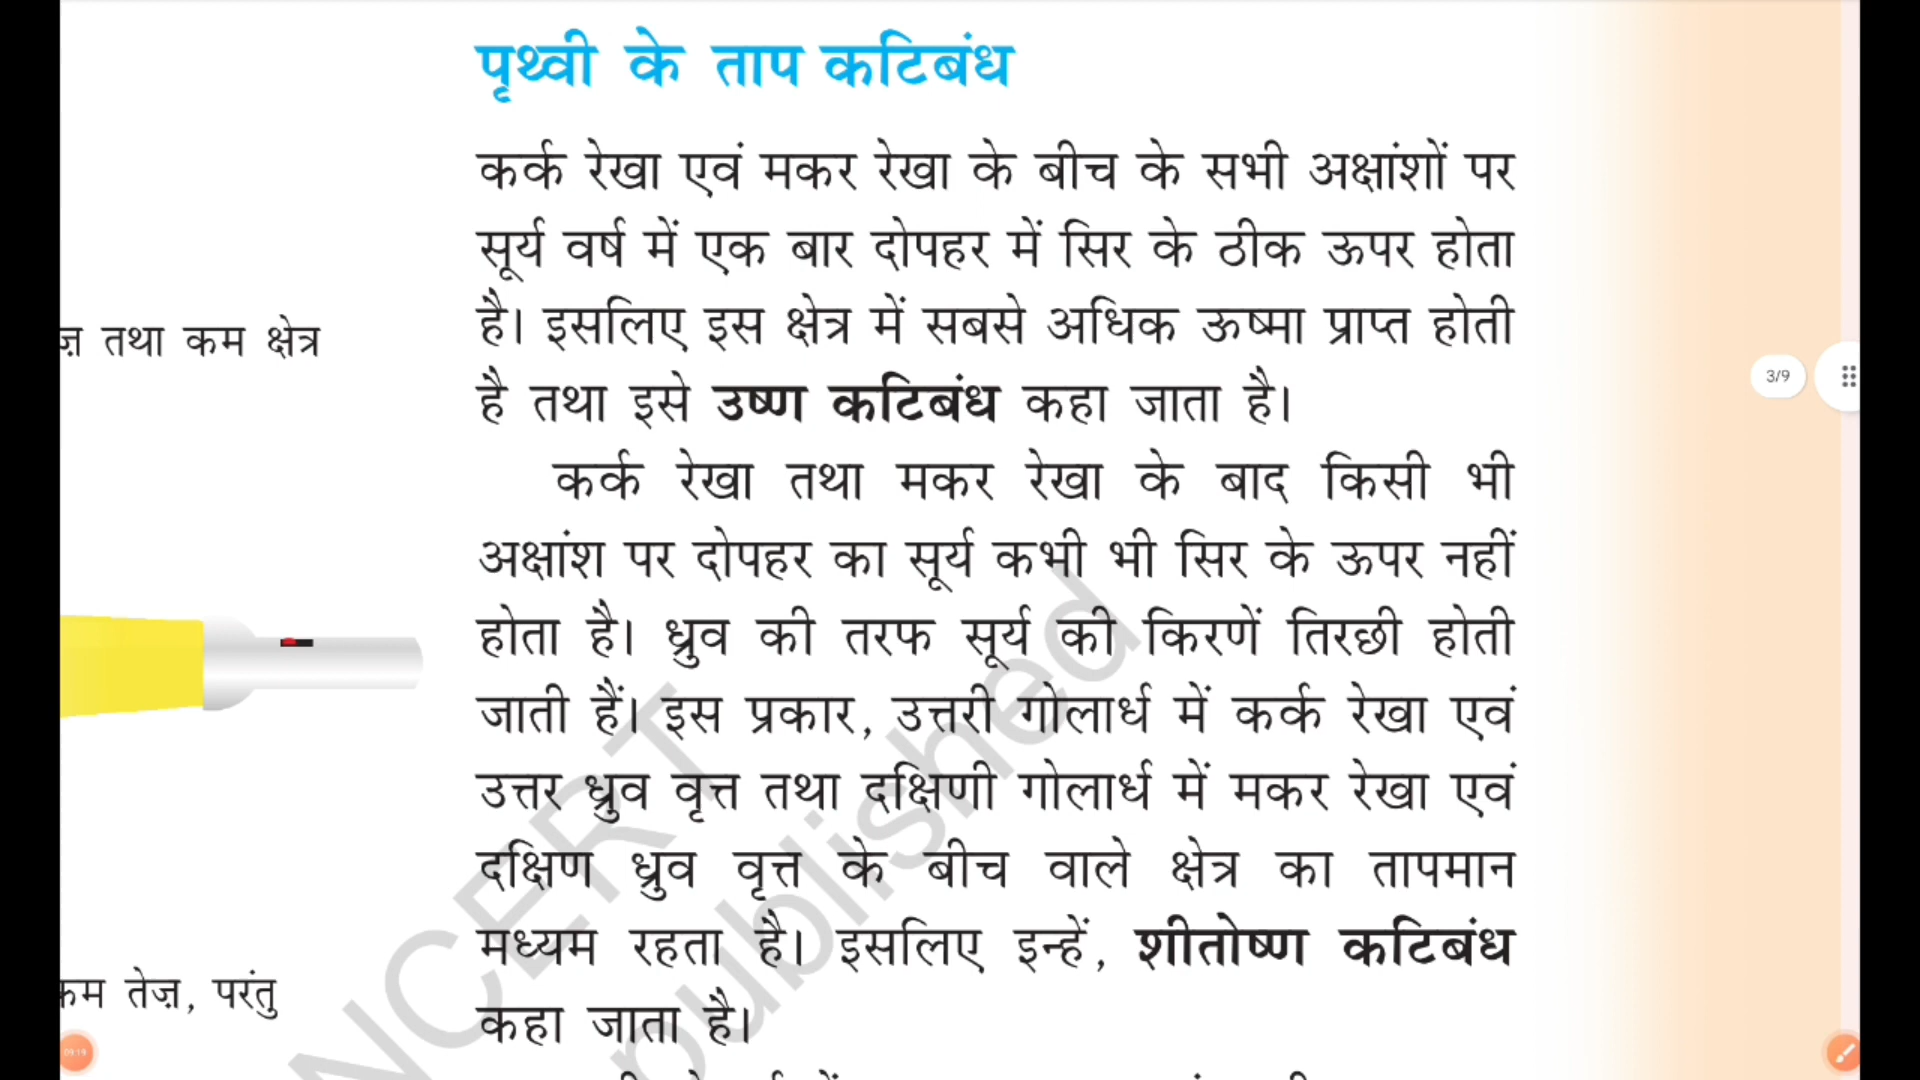 पृथ्वी के ताप कटिबंध
कर्क रेखा एवं मकर रेखा के बीच के सभी अक्षांशों पर
सूर्य वर्ष में एक बार दोपहर में सिर के ठीक ऊपर होता
है। इसलिए इस क्षेत्र में सबसे अधिक ऊष्मा प्राप्त होती
है तथा इसे उष्ण कटिबंध कहा जाता है।
कर्क रेखा तथा मकर रेखा के बाद किसी भी
अक्षांश पर दोपहर का सूर्य कभी भी सिर के ऊपर नहीं
होता है। ध्रुव की तरफ सूर्य की किरणें तिरछी होती
जाती हैं। इस प्रकार, उत्तरी गोलार्ध में कर्क रेखा एवं
उत्तर ध्रुव वृत्त तथा दक्षिणी गोलार्ध में मकर रेखा एवं
दक्षिण ध्रुव वृत्त के बीच वाले क्षेत्र का तापमान
मध्यम रहता है। इसलिए इन्हें, शीतोष्ण कटिबंध
कहा जाता है।
तथा कम क्षेत्र
कम तेज़, परंतु
3/9
09:19
NCERT
published